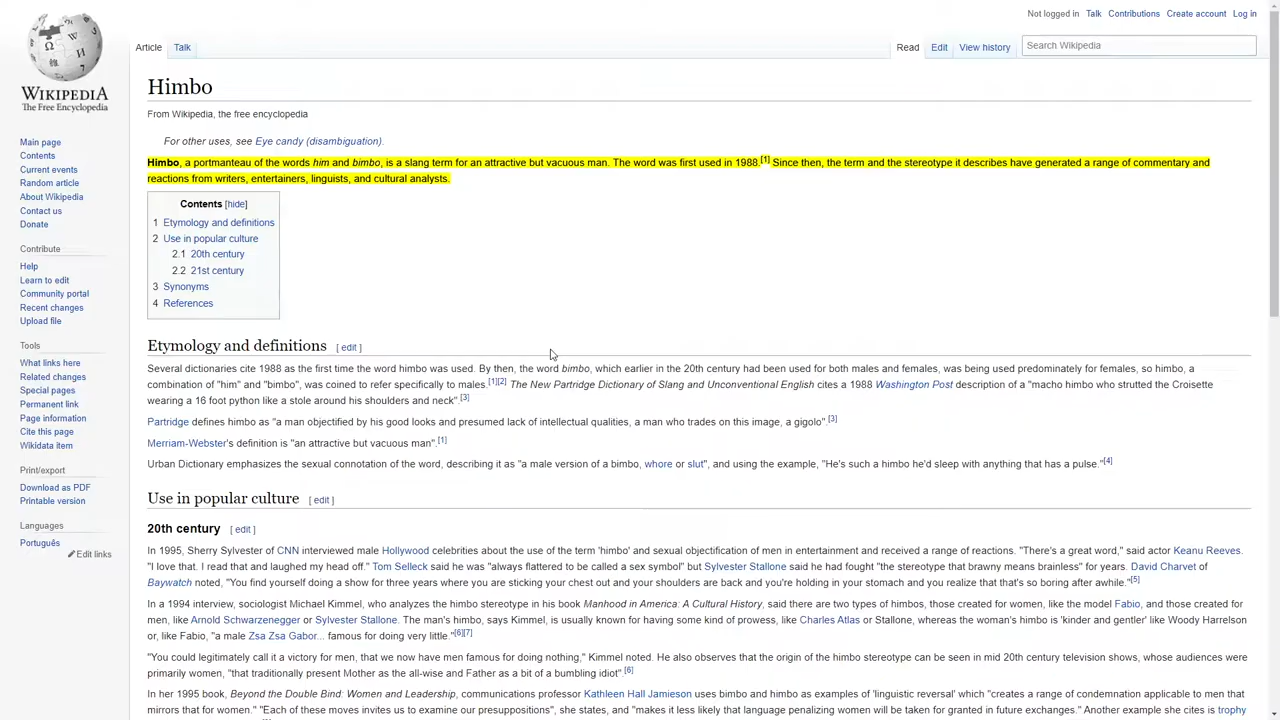 Not logged in Talk Contributions Create account Log in
Article Talk Read Edit View history Search Wikipedia
WIKIPEDIA
The Free Encyclopedia
Main page
Contents
Current events
Random article
About Wikipedia
Contact us
Donate
Contribute
Help
Learn to edit
Community portal
Recent changes
Upload file
Tools
What links here
Related changes
Special pages
Permanent link
Page information
Cite this page
Wikidata item
Print/export
Download as PDF
Printable version
Languages
Português
Edit links
Himbo
From Wikipedia, the free encyclopedia
For other uses, see Eye candy (disambiguation).
Himbo, a portmanteau of the words him and bimbo, is a slang term for an attractive but vacuous man. The word was first used in 1988.[1] Since then, the term and the stereotype it describes have generated a range of commentary and
reactions from writers, entertainers, linguists, and cultural analysts.
Contents [hide]
1 Etymology and definitions
2 Use in popular culture
2.1 20th century
2.2 21st century
3 Synonyms
4 References
Etymology and definitions [ edit ]
Several dictionaries cite 1988 as the first time the word himbo was used. By then, the word bimbo, which earlier in the 20th century had been used for both males and females, was being used predominately for females, so himbo, a
combination of "him" and "bimbo", was coined to refer specifically to males.[1][2] The New Partridge Dictionary of Slang and Unconventional English cites a 1988 Washington Post description of a "macho himbo who strutted the Croisette
wearing a 16 foot python like a stole around his shoulders and neck".[3]
Partridge defines himbo as "a man objectified by his good looks and presumed lack of intellectual qualities, a man who trades on this image, a gigolo".[3]
Merriam-Webster's definition is "an attractive but vacuous man".[1]
Urban Dictionary emphasizes the sexual connotation of the word, describing it as "a male version of a bimbo, whore or slut", and using the example, "He's such a himbo he'd sleep with anything that has a pulse."[4]
Use in popular culture [ edit ]
20th century [ edit ]
In 1995, Sherry Sylvester of CNN interviewed male Hollywood celebrities about the use of the term 'himbo' and sexual objectification of men in entertainment and received a range of reactions. "There's a great word," said actor Keanu Reeves.
"I love that. I read that and laughed my head off." Tom Selleck said he was "always flattered to be called a sex symbol" but Sylvester Stallone said he had fought "the stereotype that brawny means brainless" for years. David Charvet of
Baywatch noted, "You find yourself doing a show for three years where you are sticking your chest out and your shoulders are back and you're holding in your stomach and you realize that that's so boring after awhile."[5]
In a 1994 interview, sociologist Michael Kimmel, who analyzes the himbo stereotype in his book Manhood in America: A Cultural History, said there are two types of himbos, those created for women, like the model Fabio, and those created for
men, like Arnold Schwarzenegger or Sylvester Stallone. The man's himbo, says Kimmel, is usually known for having some kind of prowess, like Charles Atlas or Stallone, whereas the woman's himbo is 'kinder and gentler' like Woody Harrelson
or, like Fabio, "a male Zsa Zsa Gabor... famous for doing very little."[6][7]
"You could legitimately call it a victory for men, that we now have men famous for doing nothing," Kimmel noted. He also observes that the origin of the himbo stereotype can be seen in mid 20th century television shows, whose audiences were
primarily women, "that traditionally present Mother as the all-wise and Father as a bit of a bumbling idiot".[6]
In her 1995 book, Beyond the Double Bind: Women and Leadership, communications professor Kathleen Hall Jamieson uses bimbo and himbo as examples of 'linguistic reversal' which "creates a range of condemnation applicable to men that
mirrors that for women." "Each of these moves invites us to examine our presuppositions", she states, and "makes it less likely that language penalizing women will be taken for granted in future exchanges." Another example she cites is trophy